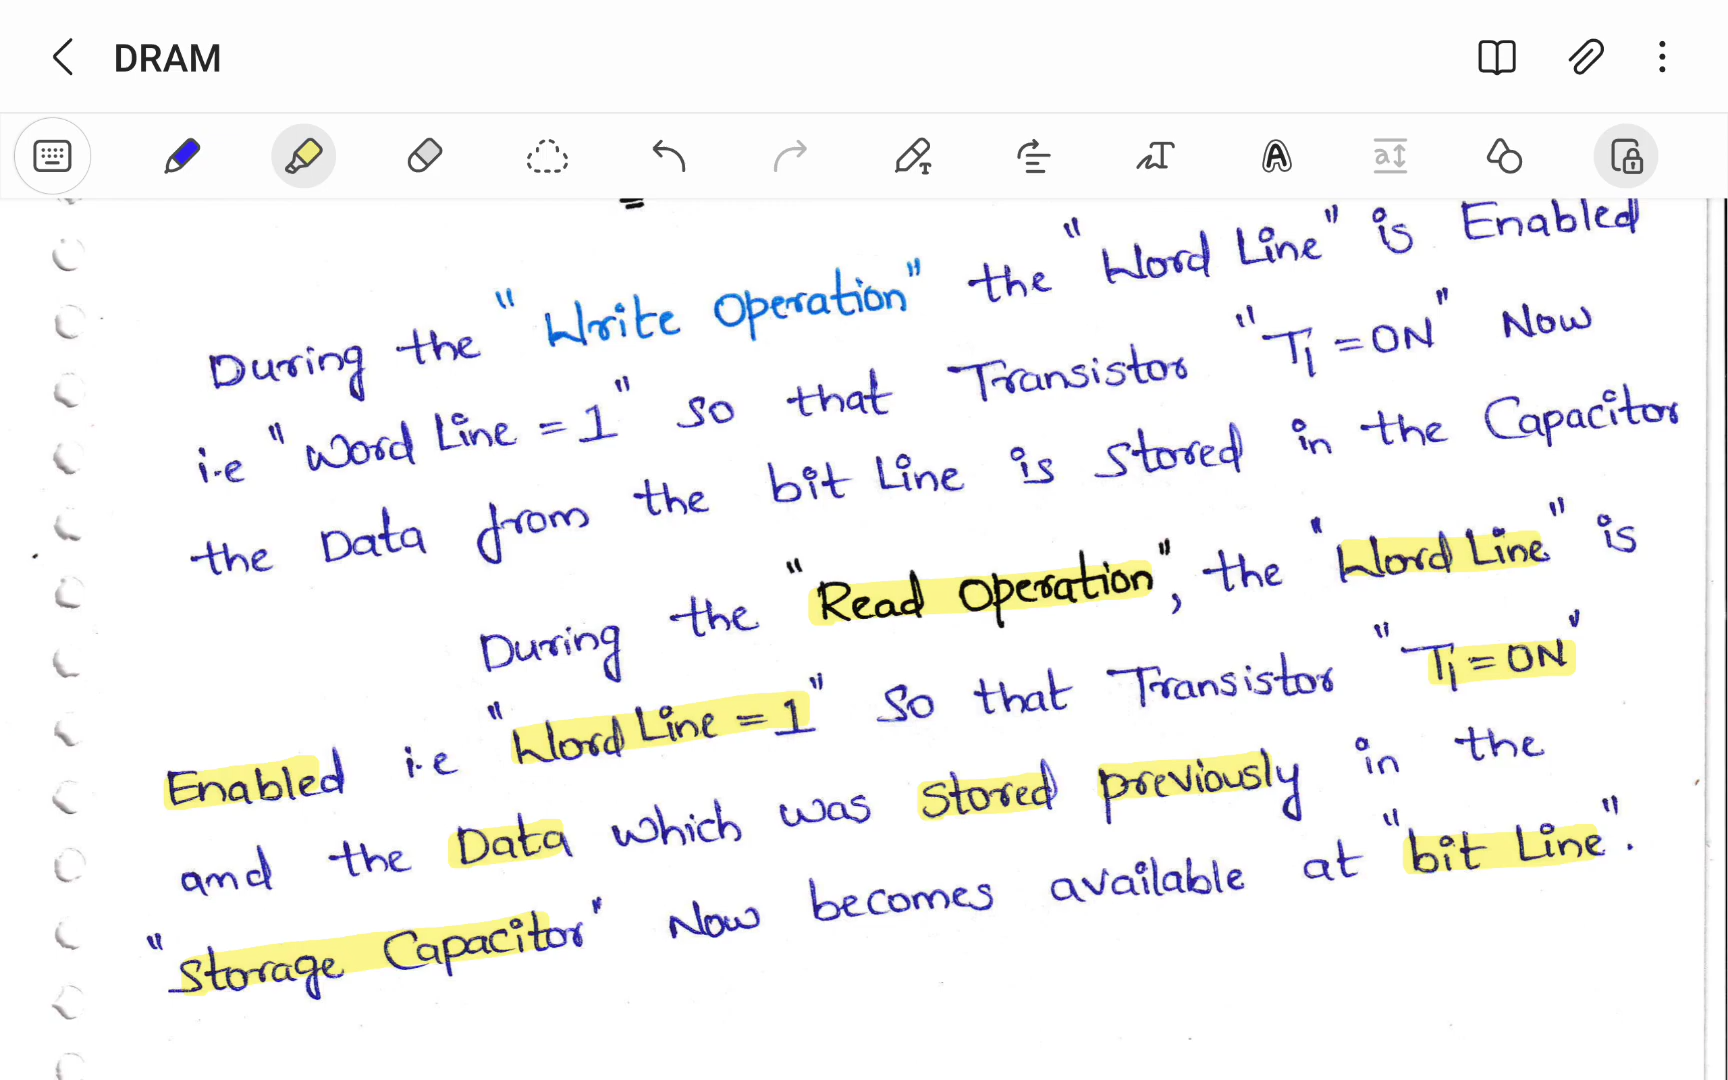 DRAM
During the "Write Operation" the "Word Line" is Enabled
i.e "Word Line = 1" so that Transistor "T1 = ON" Now
the Data from the bit Line is stored in the Capacitor
During the "Read Operation", the "Word Line" is
Enabled i.e "Word Line = 1" So that Transistor "T1 = ON"
and the Data which was stored previously in the
"Storage Capacitor" Now becomes available at "bit Line".